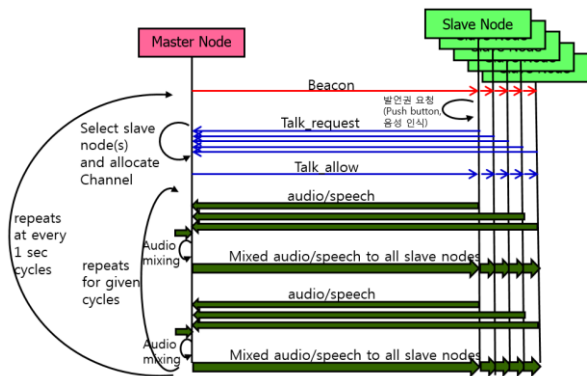 Master Node
Slave Node
Beacon
발언권 요청
(Push button,
음성 인식)
Talk_request
Select slave
node(s)
and allocate
Channel
Talk_allow
audio/speech
repeats
at every
1 sec
cycles
Audio
mixing
repeats
for given
cycles
Mixed audio/speech to all slave nodes
audio/speech
Audio
mixing
Mixed audio/speech to all slave nodes